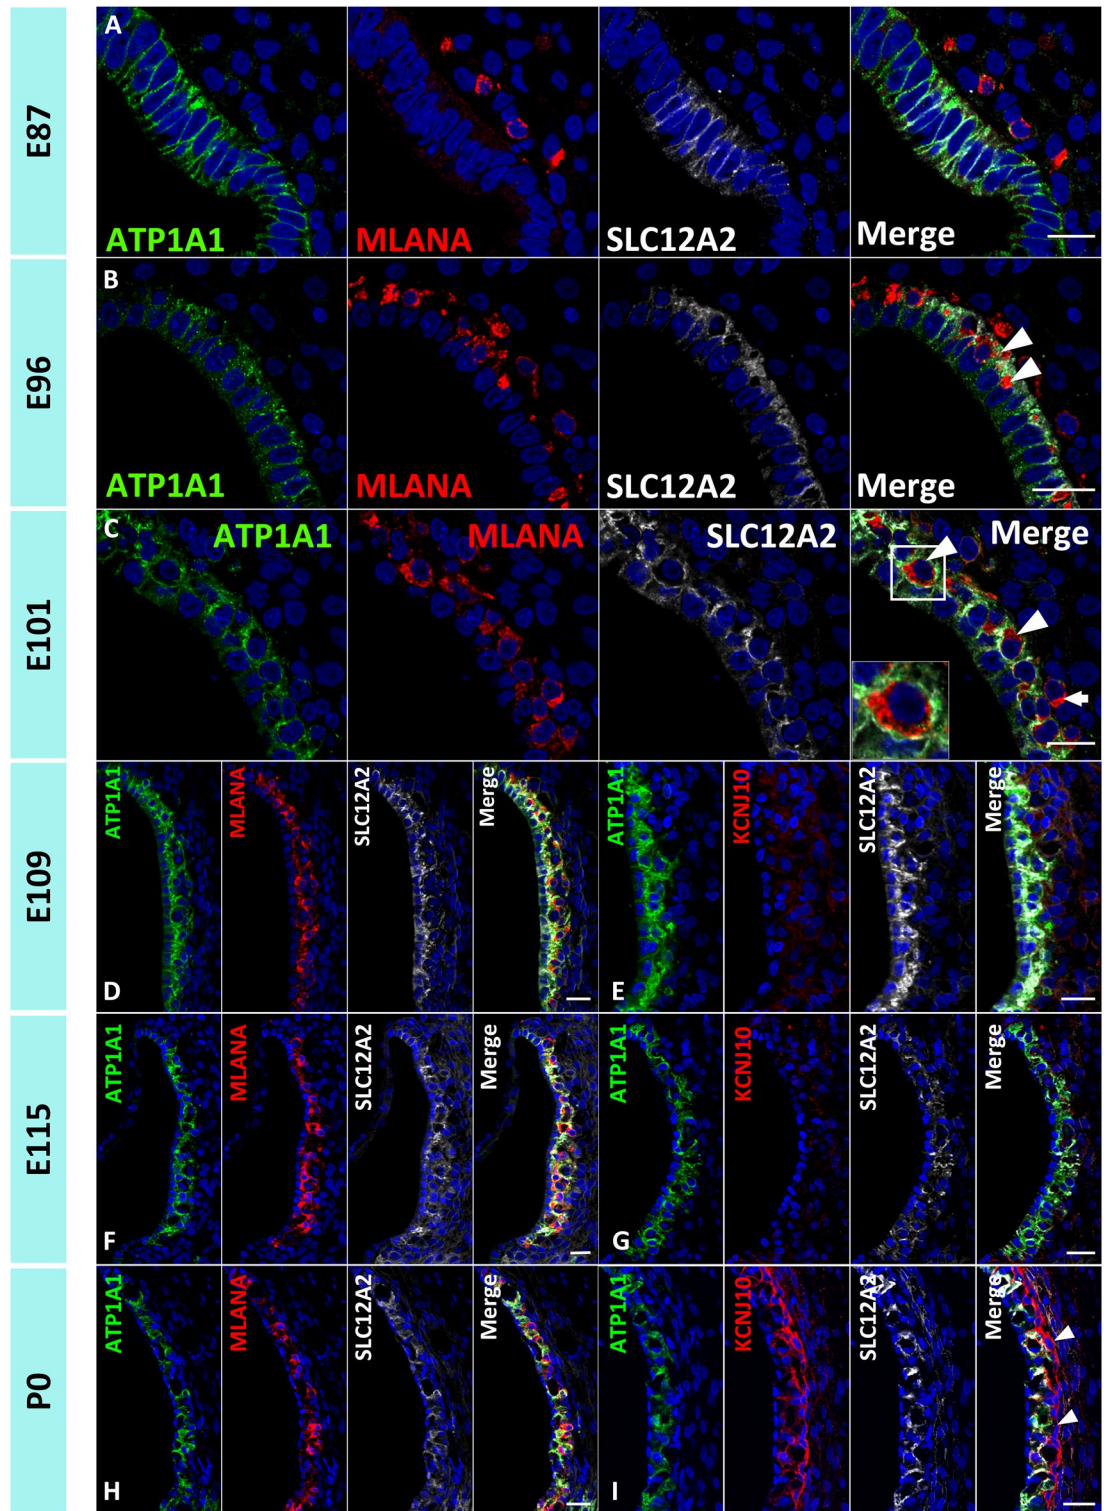 E87
A
ATP1A1
MLANA
SLC12A2
Merge
E96
B
ATP1A1
MLANA
SLC12A2
Merge
E101
C
ATP1A1
MLANA
SLC12A2
Merge
E109
D
ATP1A1
MLANA
SLC12A2
Merge
E
ATP1A1
KCNJ10
SLC12A2
Merge
E115
F
ATP1A1
MLANA
SLC12A2
Merge
G
ATP1A1
KCNJ10
SLC12A2
Merge
P0
H
ATP1A1
MLANA
SLC12A2
Merge
I
ATP1A1
KCNJ10
SLC12A2
Merge